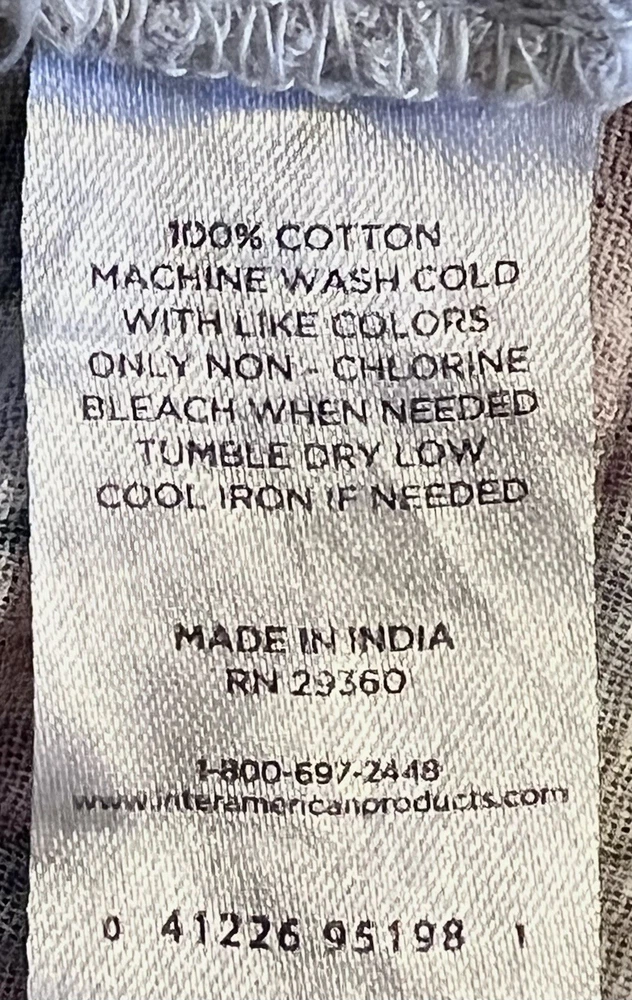 100% COTTON
MACHINE WASH COLD
WITH LIKE COLORS
ONLY NON - CHLORINE
BLEACH WHEN NEEDED
TUMBLE DRY LOW
COOL IRON IF NEEDED
MADE IN INDIA
RN 29360
1-800-697-2448
www.interamericanproducts.com
0 41226 95198 1